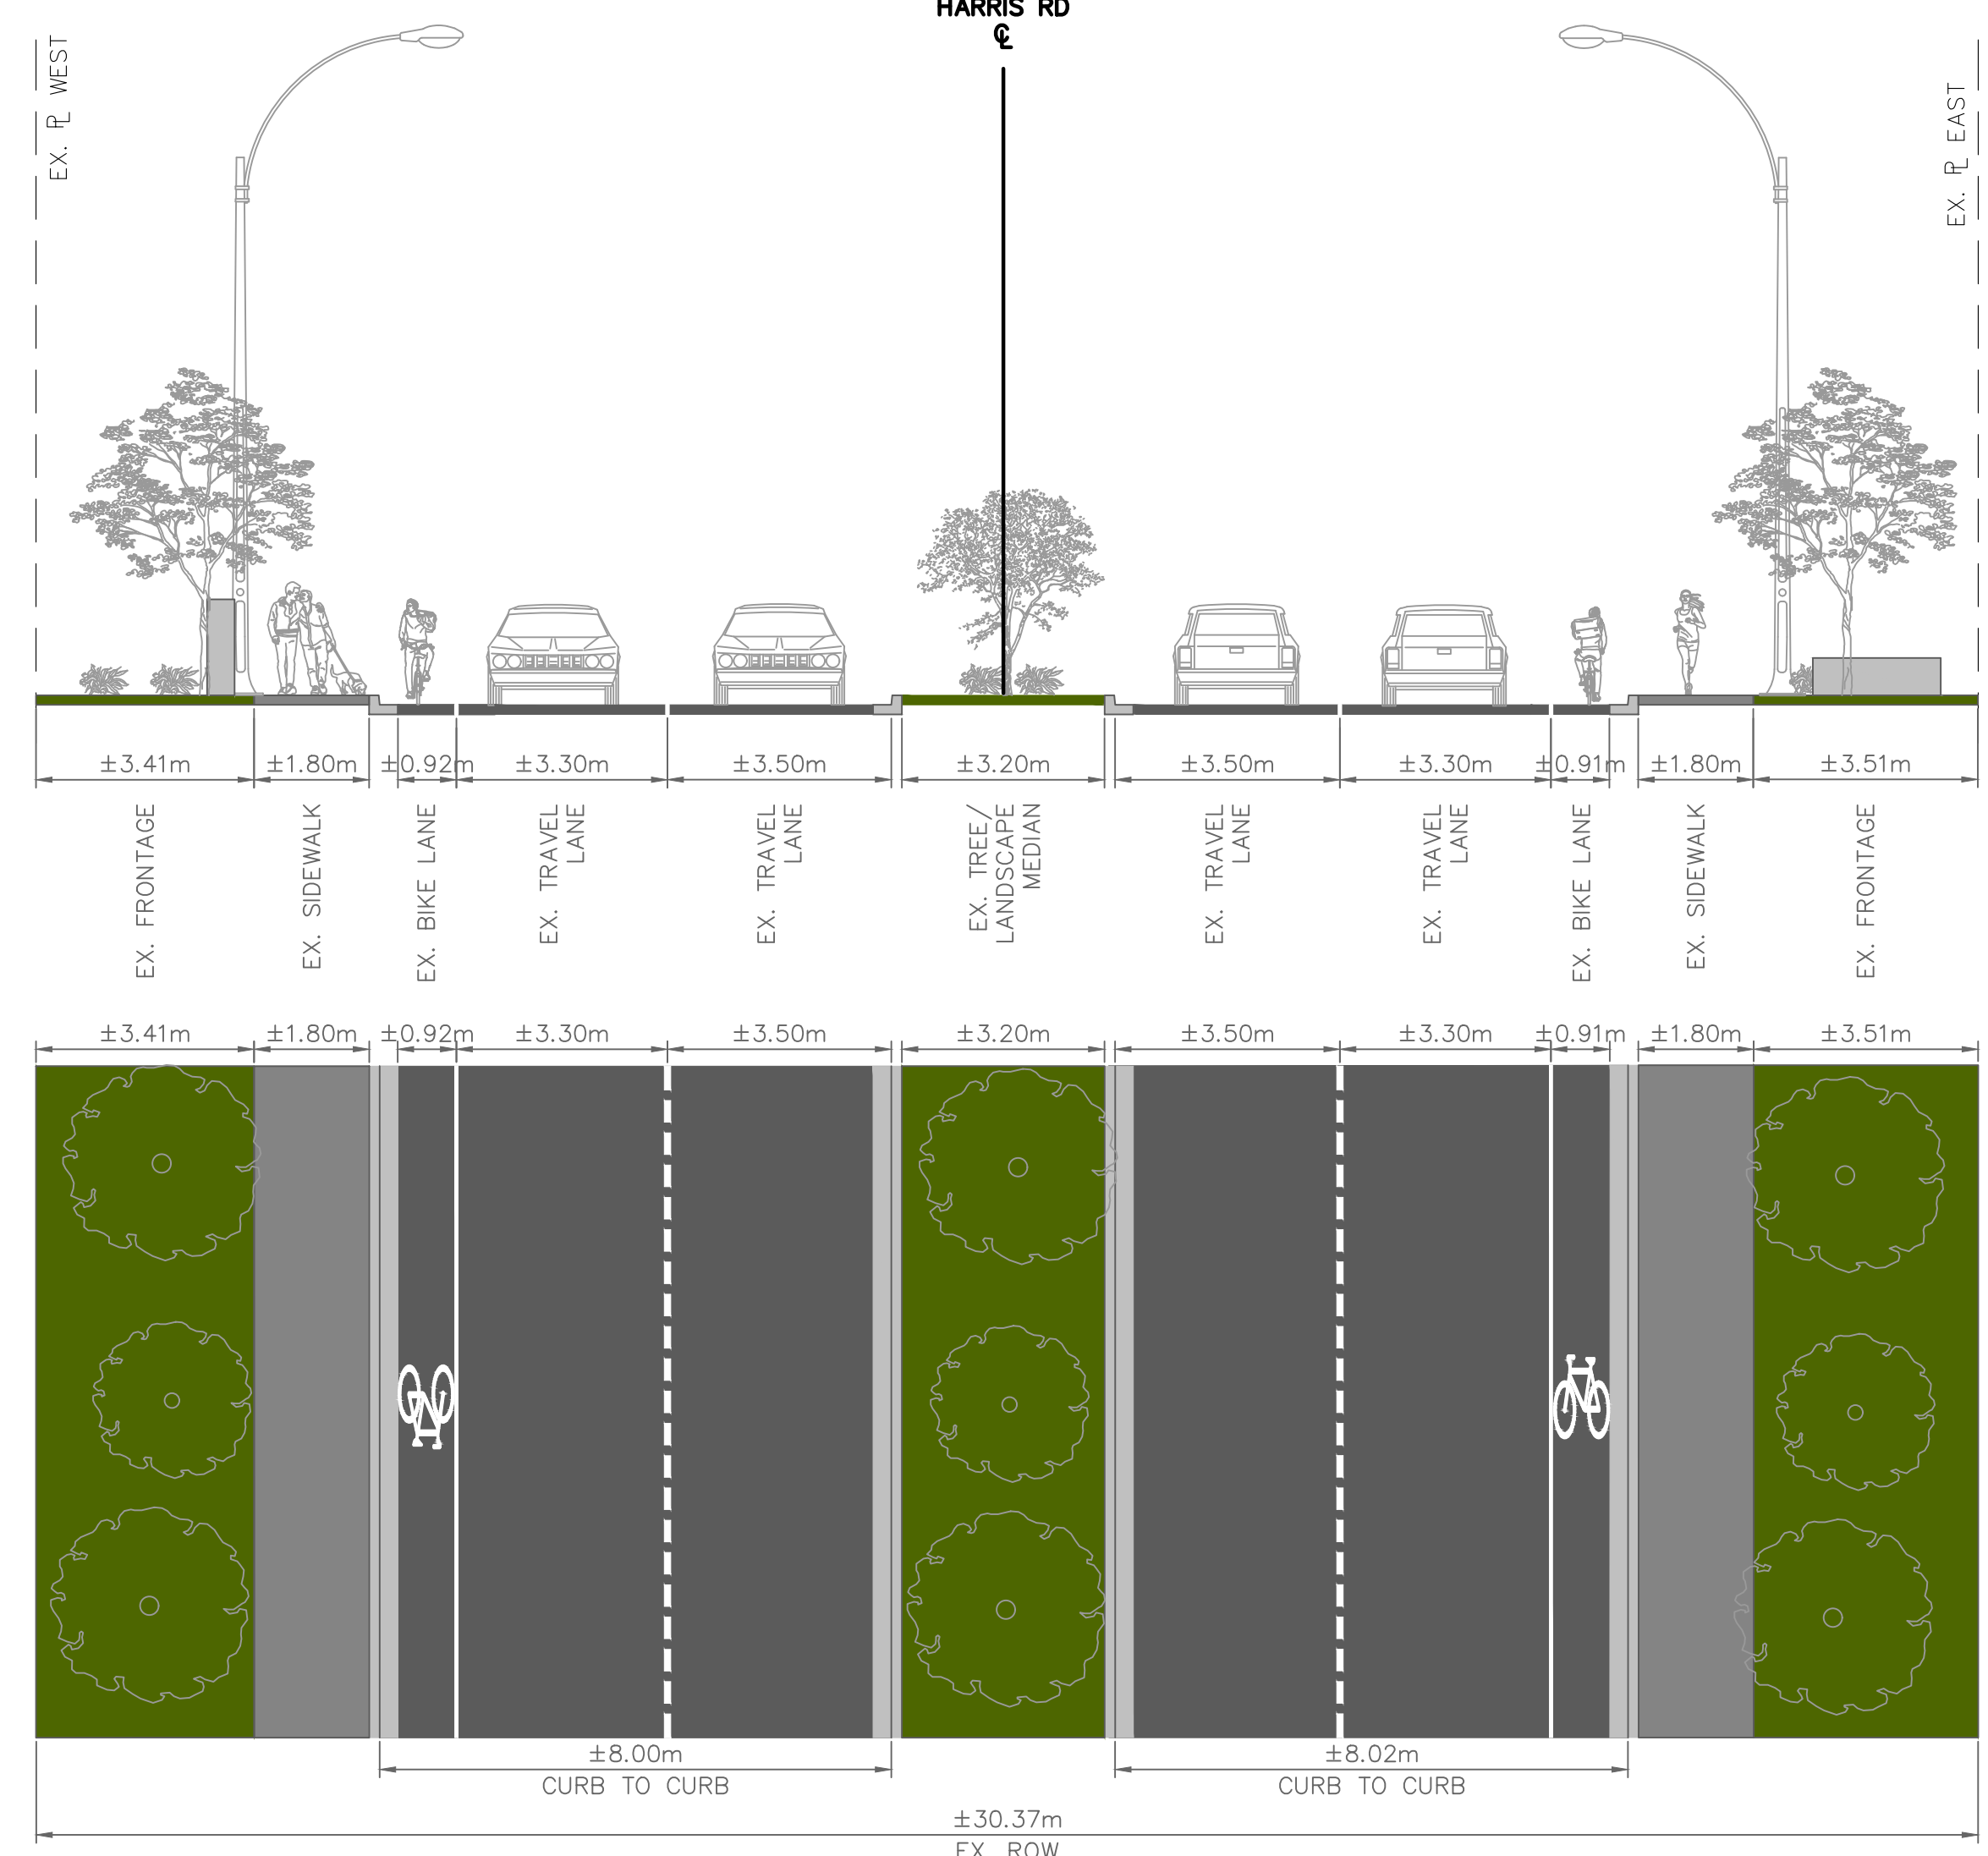 HARRIS RD
℄
EX. ⅊ WEST
EX. ⅊ EAST
±3.41m
±1.80m
±0.92m
±3.30m
±3.50m
±3.20m
±3.50m
±3.30m
±0.91m
±1.80m
±3.51m
EX. FRONTAGE
EX. SIDEWALK
EX. BIKE LANE
EX. TRAVEL
LANE
EX. TRAVEL
LANE
EX. TREE/
LANDSCAPE
MEDIAN
EX. TRAVEL
LANE
EX. TRAVEL
LANE
EX. BIKE LANE
EX. SIDEWALK
EX. FRONTAGE
±3.41m
±1.80m
±0.92m
±3.30m
±3.50m
±3.20m
±3.50m
±3.30m
±0.91m
±1.80m
±3.51m
±8.00m
CURB TO CURB
±8.02m
CURB TO CURB
±30.37m
EX. ROW